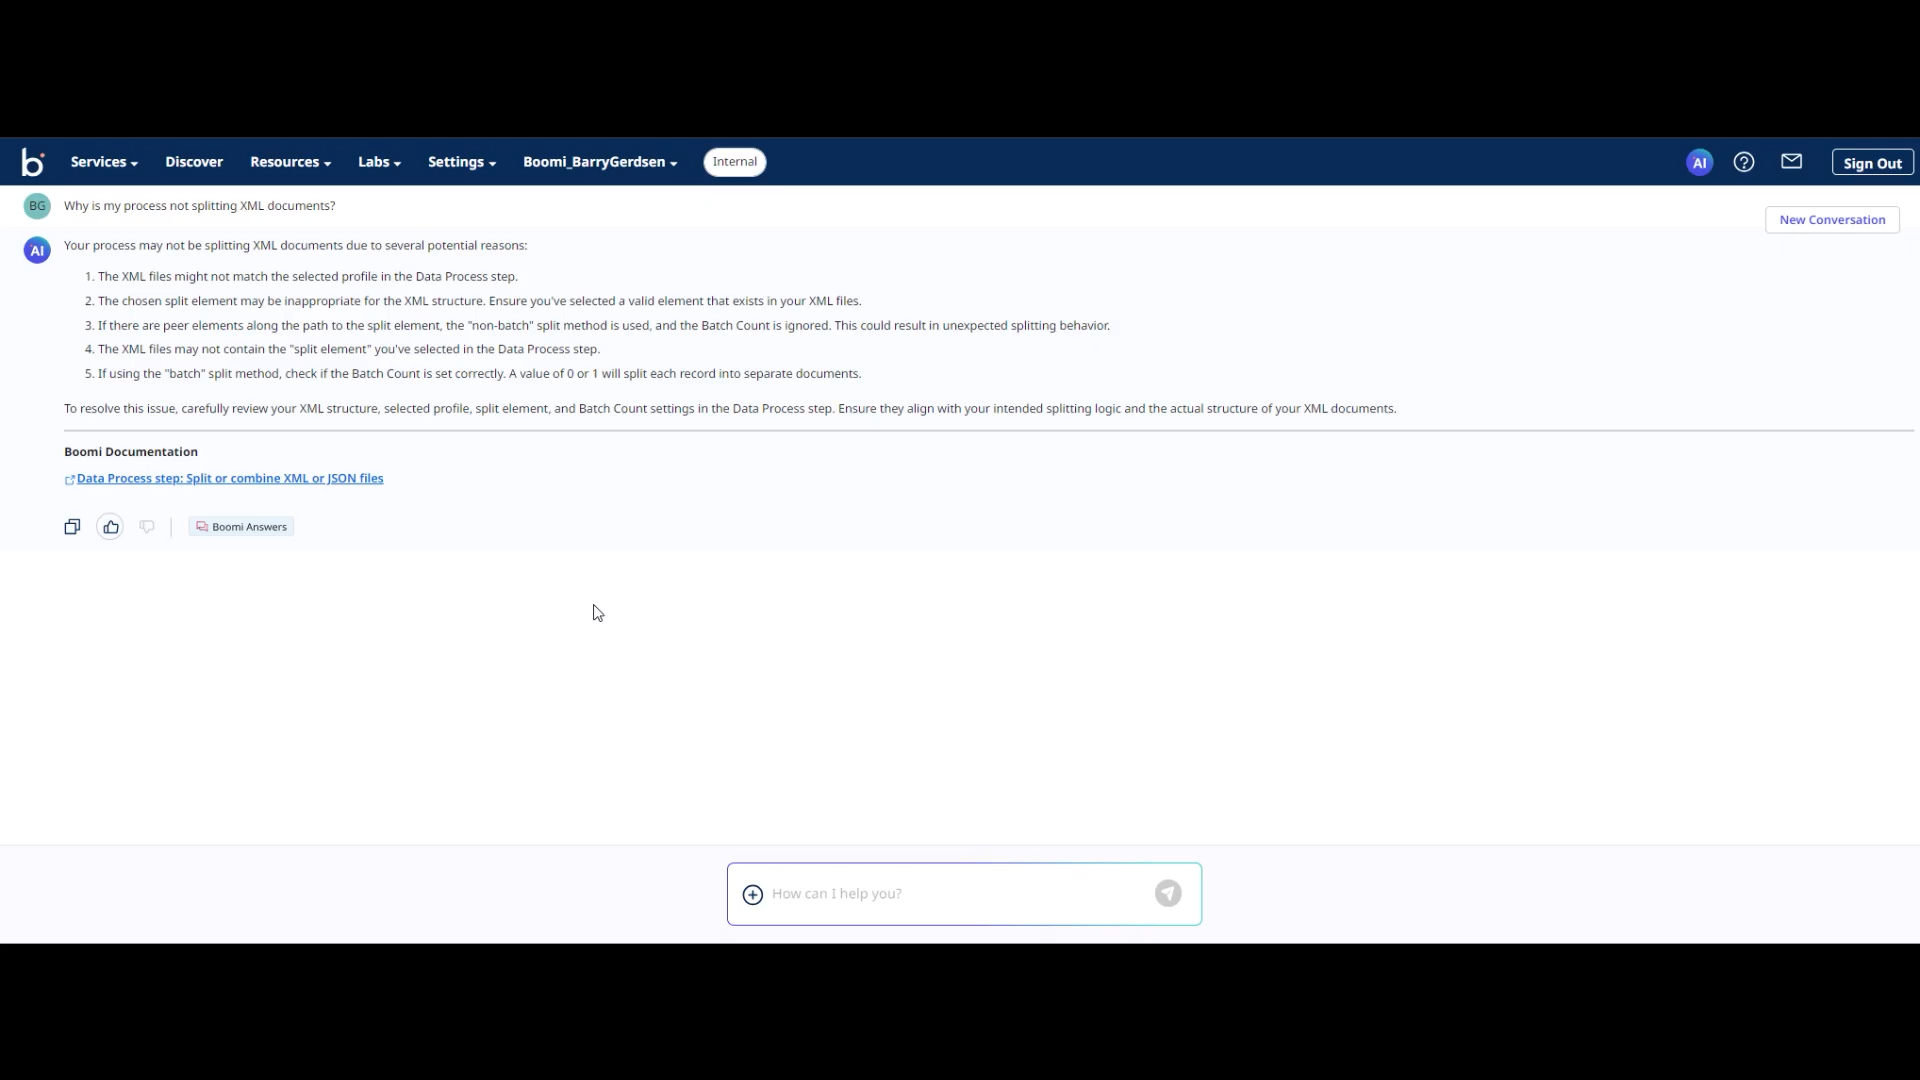 b Services Discover Resources Labs Settings Boomi_BarryGerdsen Internal AI Sign Out
BG Why is my process not splitting XML documents?
New Conversation
AI Your process may not be splitting XML documents due to several potential reasons:
1. The XML files might not match the selected profile in the Data Process step.
2. The chosen split element may be inappropriate for the XML structure. Ensure you've selected a valid element that exists in your XML files.
3. If there are peer elements along the path to the split element, the "non-batch" split method is used, and the Batch Count is ignored. This could result in unexpected splitting behavior.
4. The XML files may not contain the "split element" you've selected in the Data Process step.
5. If using the "batch" split method, check if the Batch Count is set correctly. A value of 0 or 1 will split each record into separate documents.
To resolve this issue, carefully review your XML structure, selected profile, split element, and Batch Count settings in the Data Process step. Ensure they align with your intended splitting logic and the actual structure of your XML documents.
Boomi Documentation
Data Process step: Split or combine XML or JSON files
Boomi Answers
How can I help you?